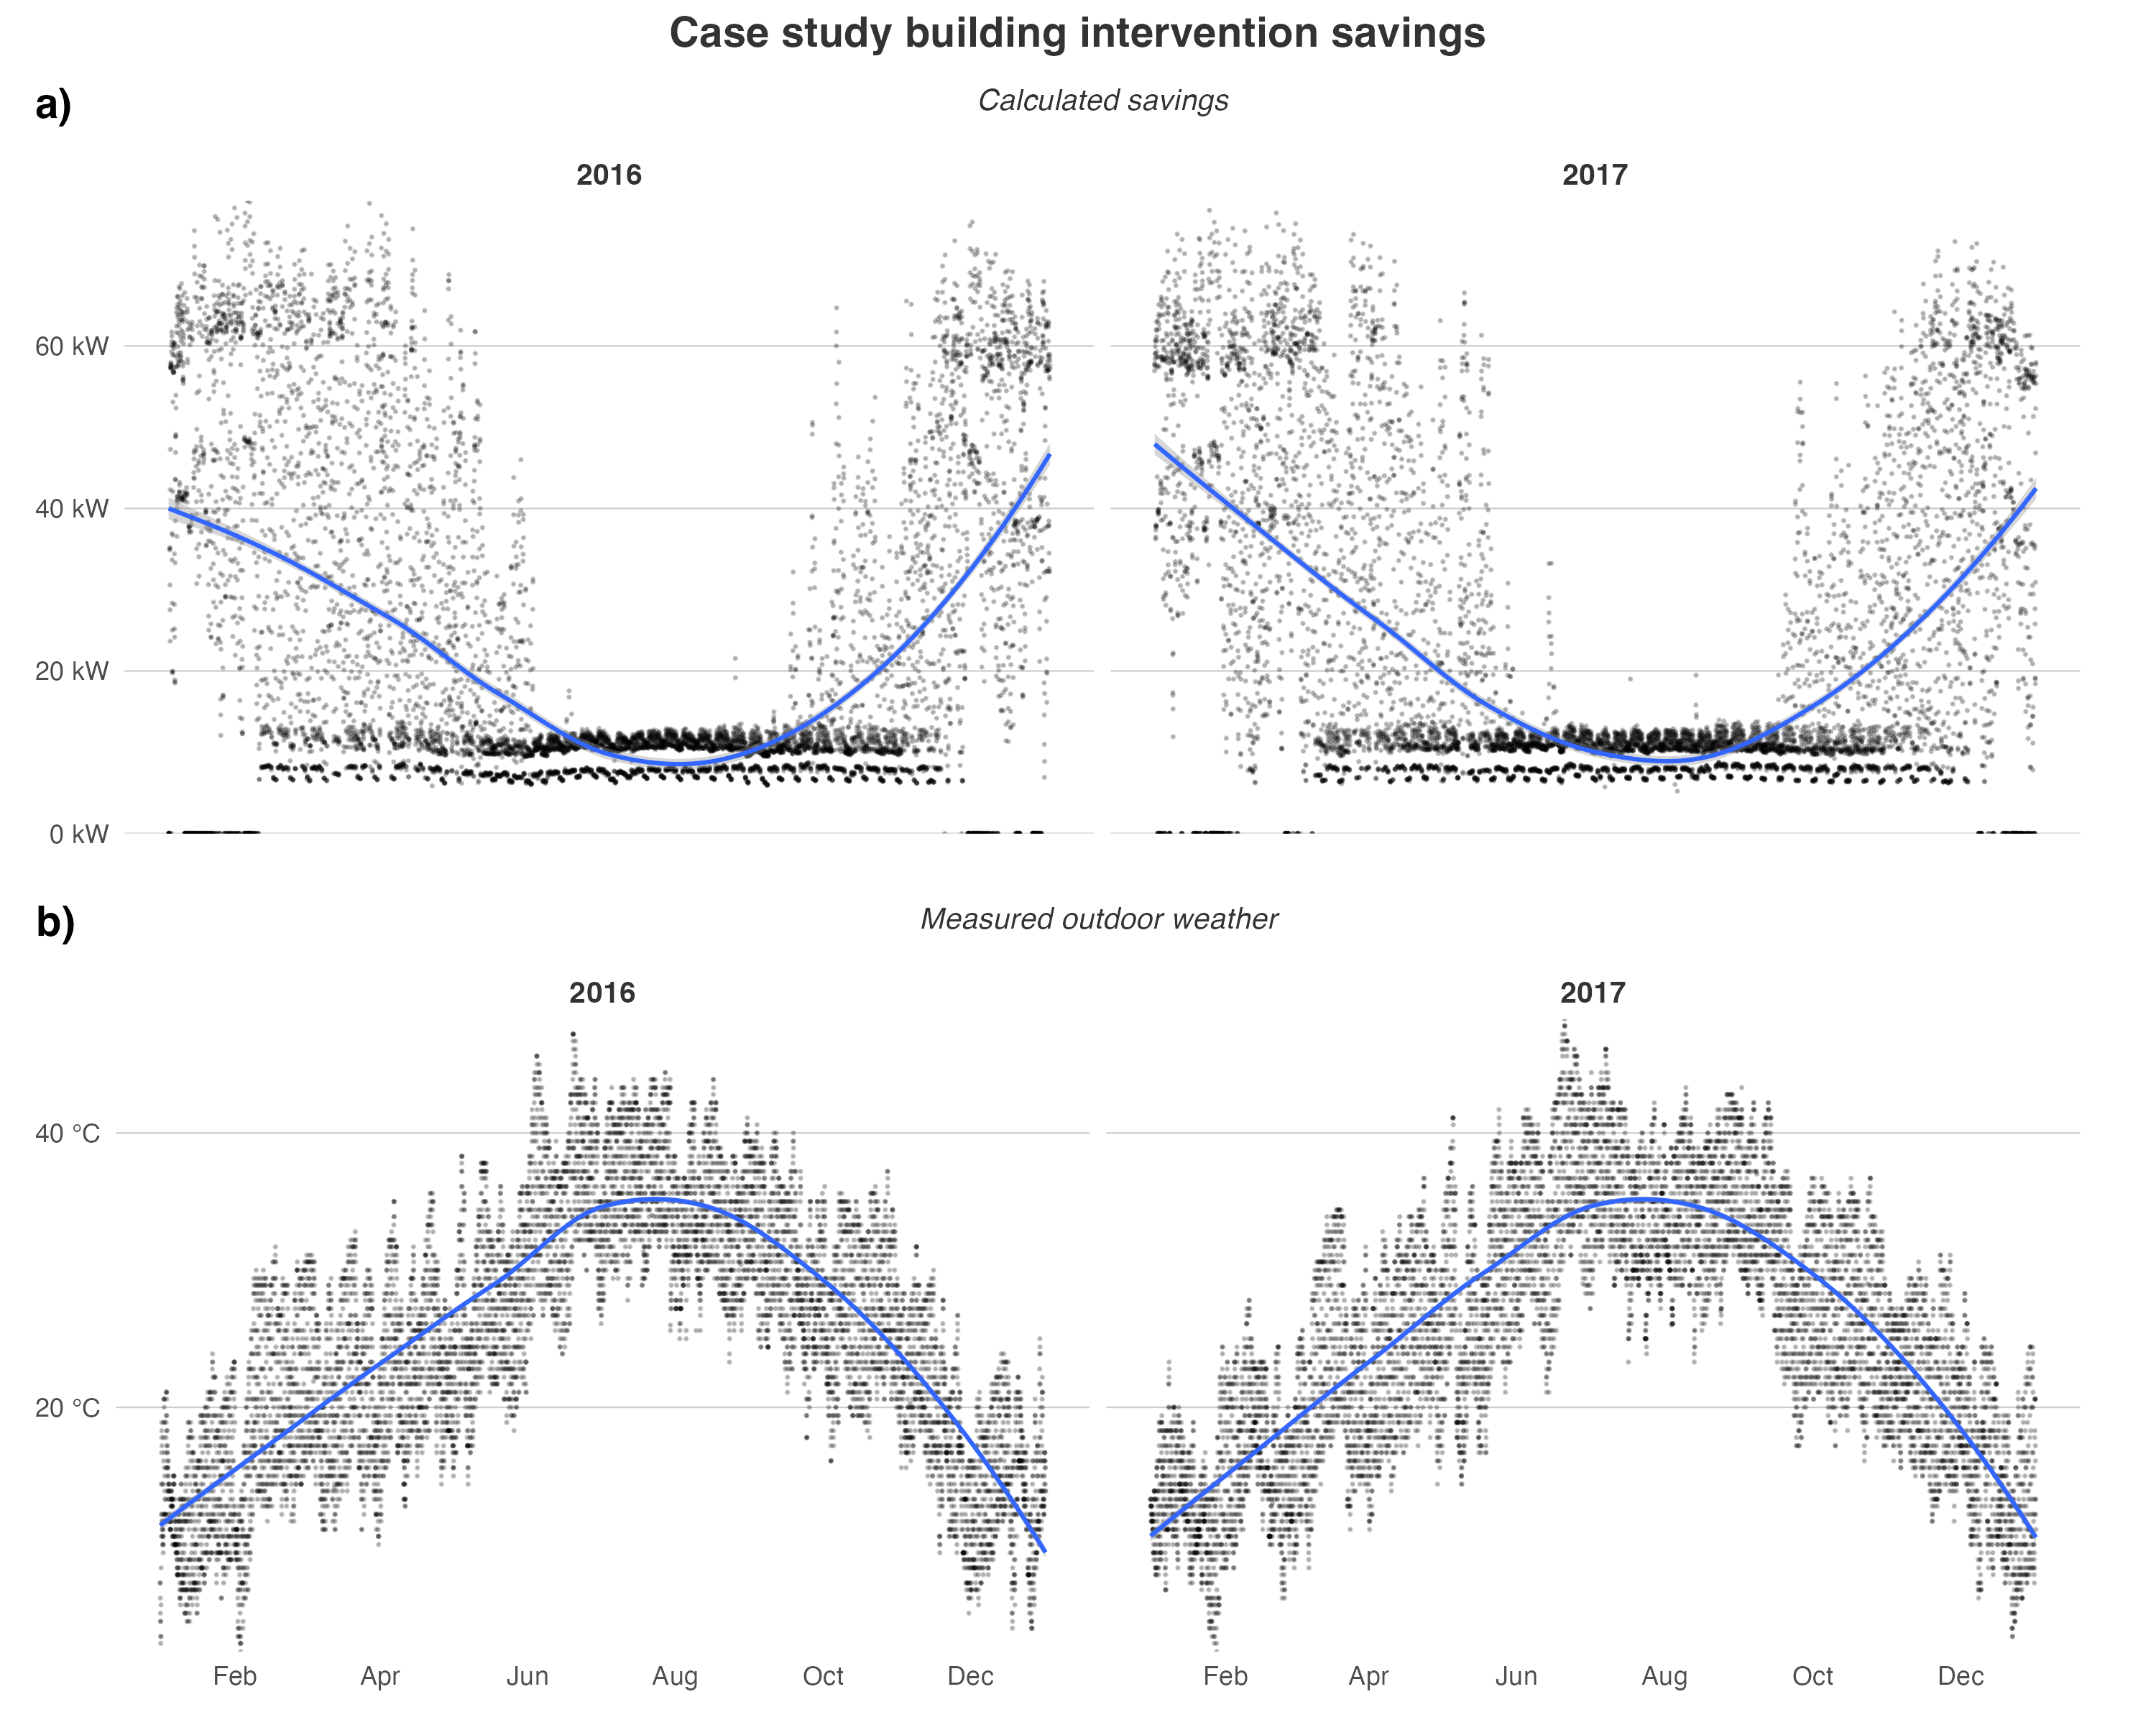 Case study building intervention savings
a)
Calculated savings
2016 2017
60 kW
40 kW
20 kW
0 kW
b)
Measured outdoor weather
2016 2017
40 °C
20 °C
Feb Apr Jun Aug Oct Dec Feb Apr Jun Aug Oct Dec